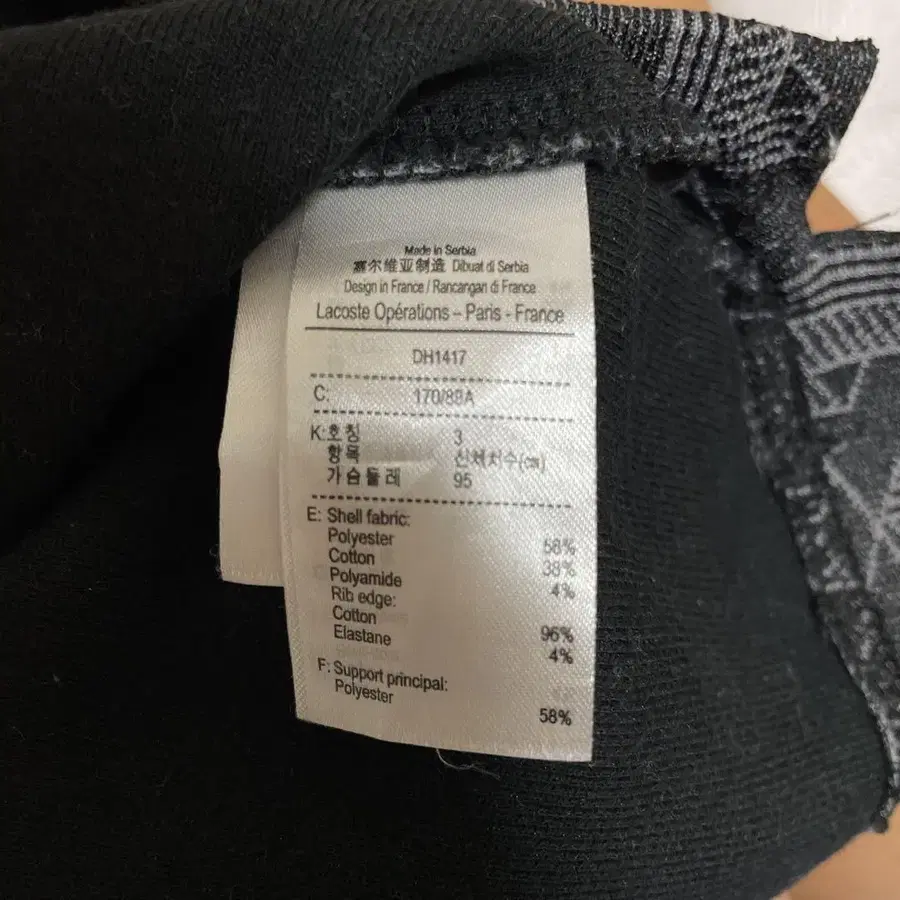 Made in Serbia
塞尔维亚制造 Dibuat di Serbia
Design in France / Rancangan di France
Lacoste Opérations – Paris - France
DH1417
C: 170/88A
K: 호칭 3
항목 신체치수(㎝)
가슴둘레 95
E: Shell fabric:
Polyester 58%
Cotton 38%
Polyamide 4%
Rib edge:
Cotton 96%
Elastane 4%
F: Support principal:
Polyester 58%